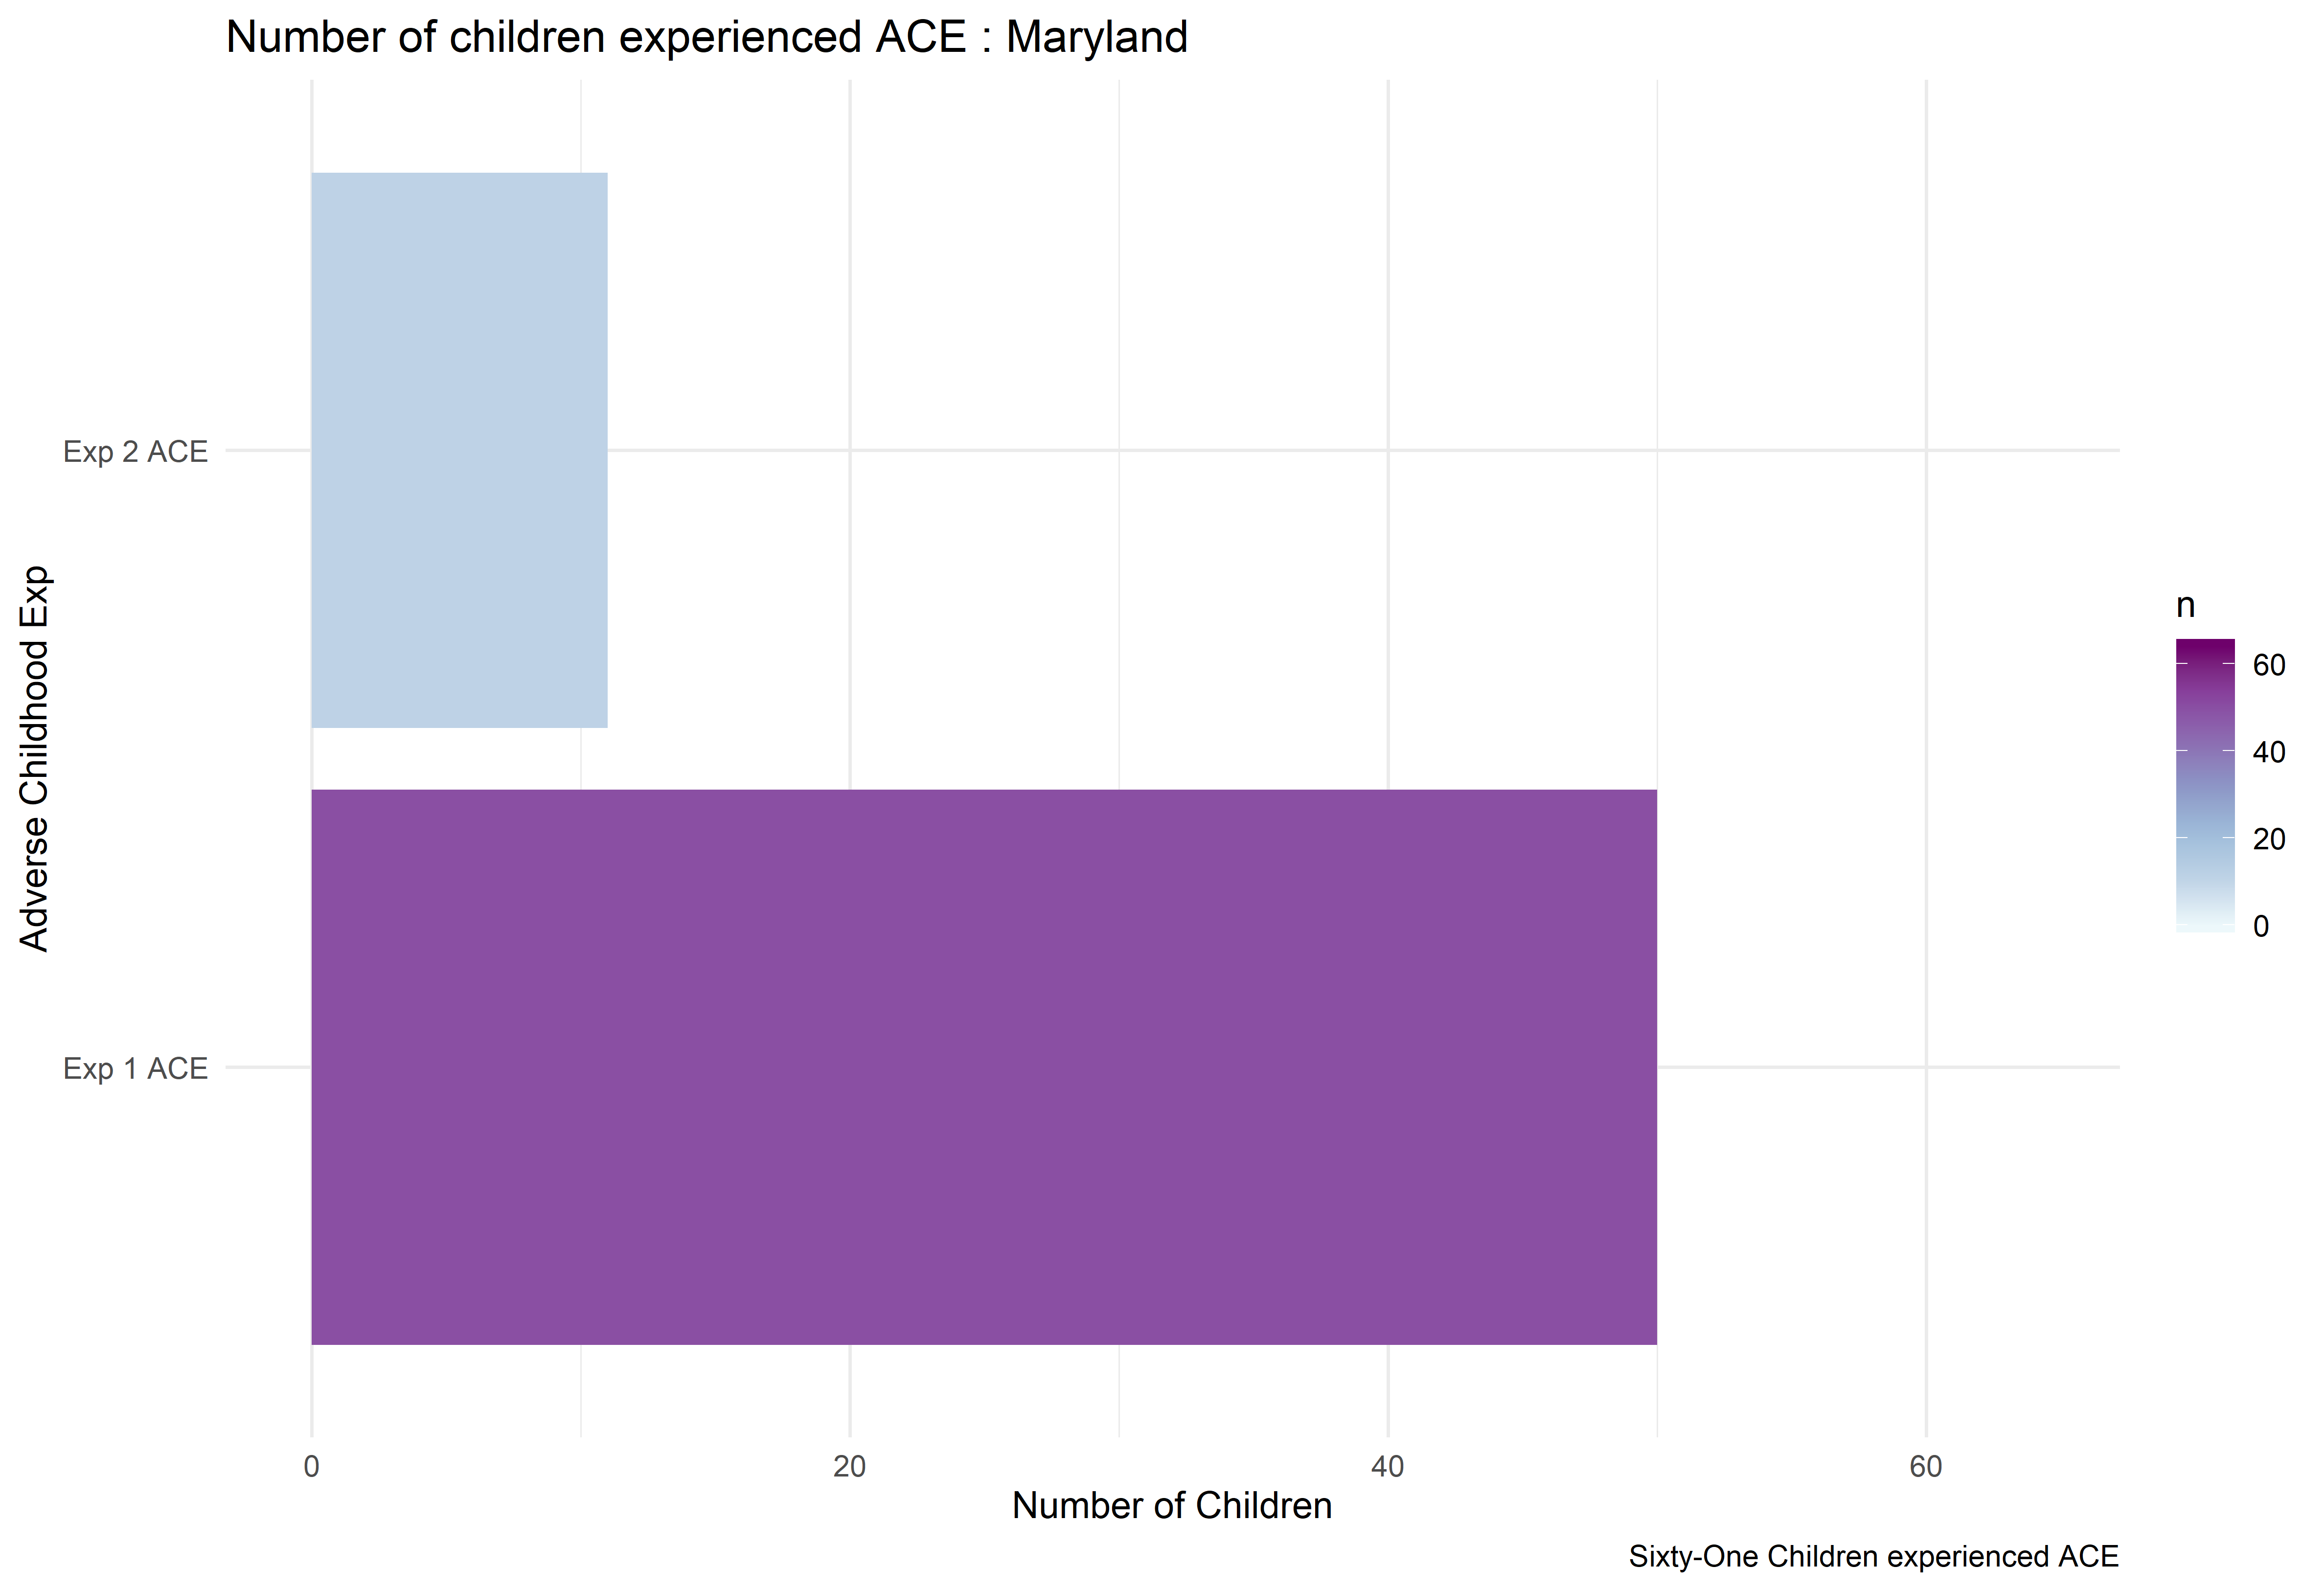 Number of children experienced ACE : Maryland
Adverse Childhood Exp
Exp 2 ACE
Exp 1 ACE
0
20
40
60
Number of Children
n
60
40
20
0
Sixty-One Children experienced ACE